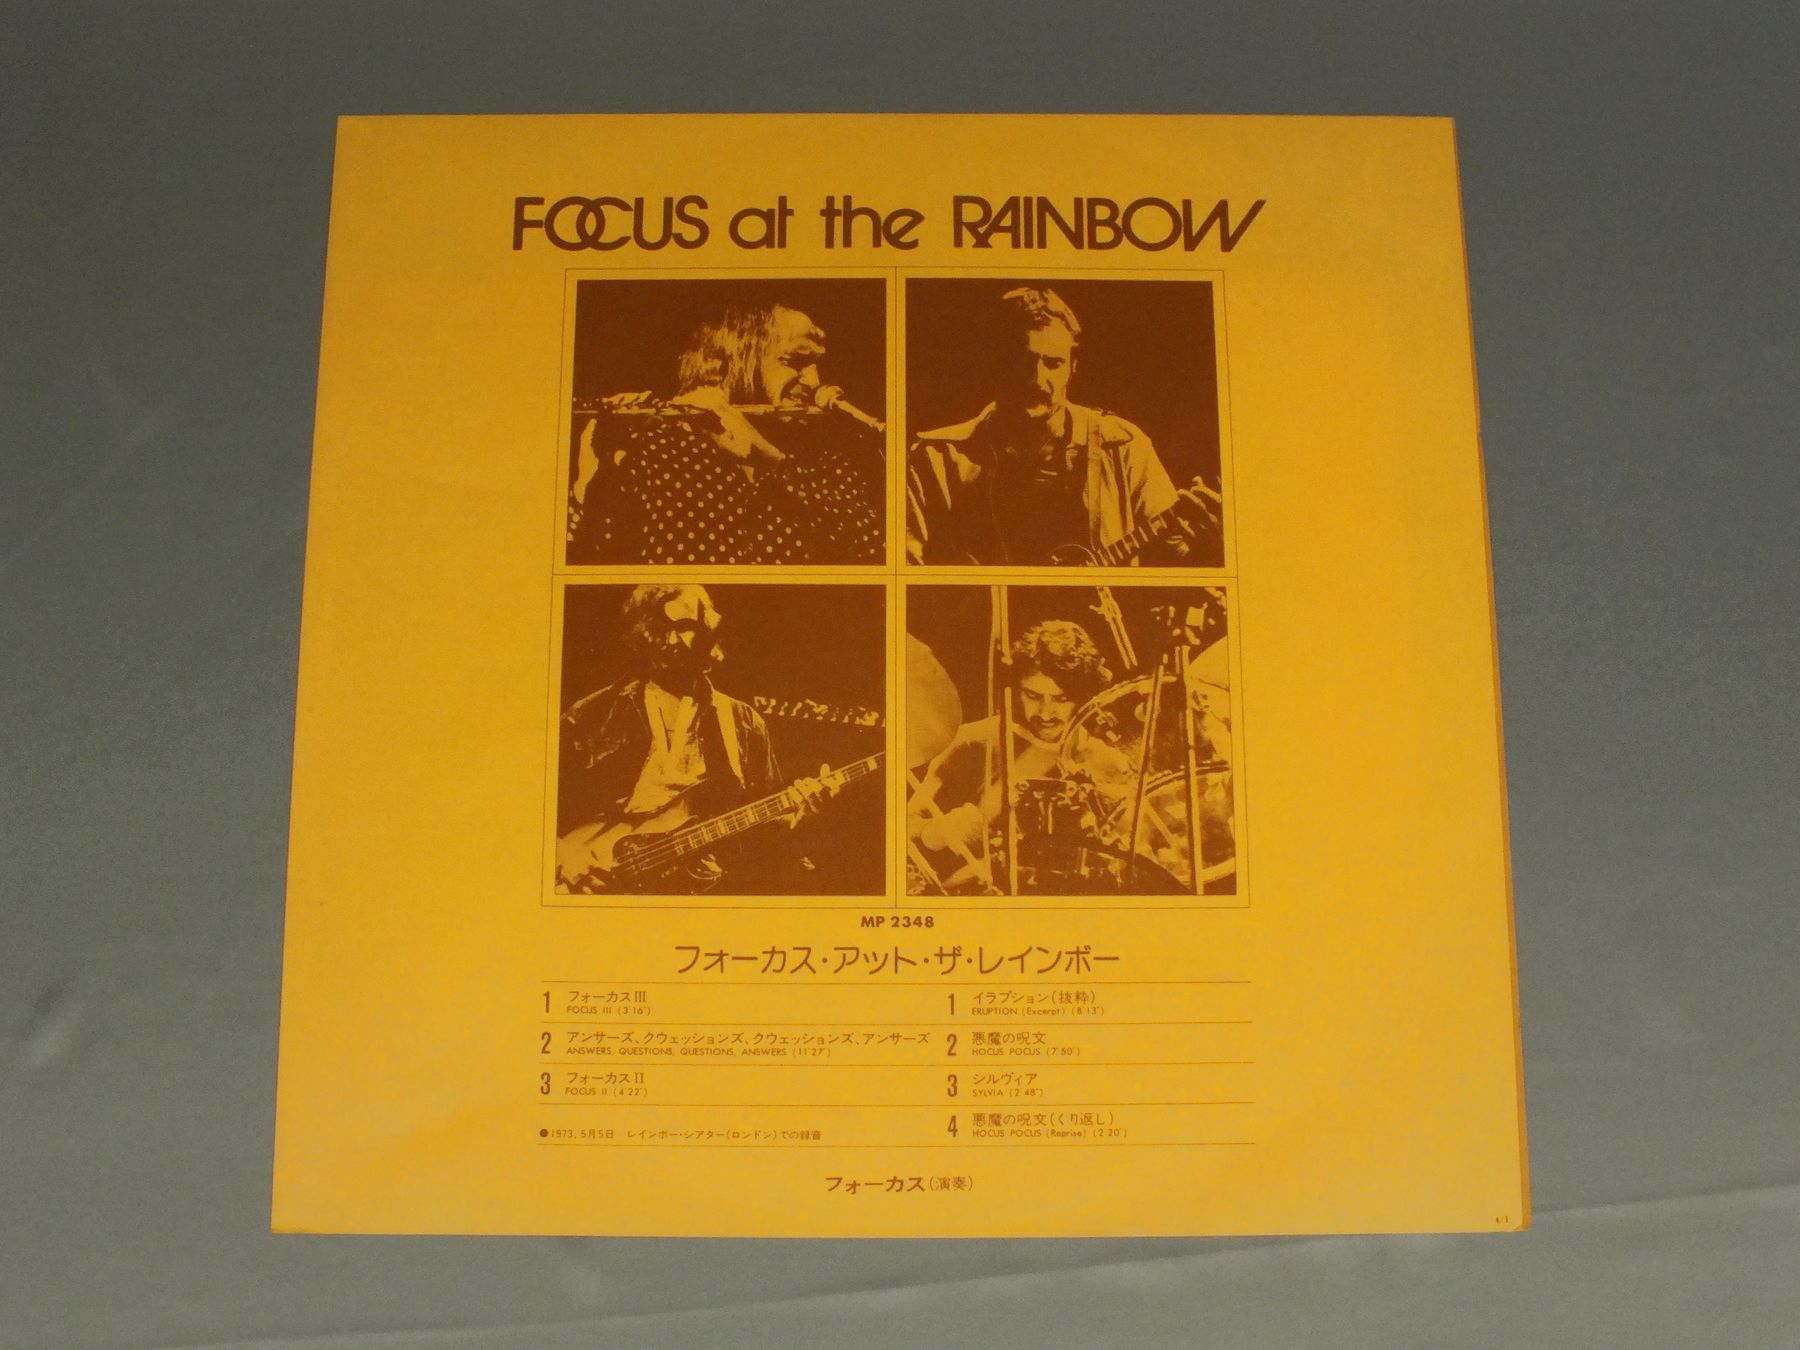 FOCUS at the RAINBOW
MP 2348
フォーカス・アット・ザ・レインボー
1 フォーカスIII
FOCUS III (3'16")
2 アンサーズ、クウェッションズ、クウェッションズ、アンサーズ
ANSWERS, QUESTIONS, QUESTIONS, ANSWERS (11'27")
3 フォーカスII
FOCUS II (4'22")
●1973, 5月5日 レインボー・シアター(ロンドン)での録音
1 イラプション(抜粋)
ERUPTION (Excerpt) (8'13")
2 悪魔の呪文
HOCUS POCUS (7'50")
3 シルヴィア
SYLVIA (2'48")
4 悪魔の呪文(くり返し)
HOCUS POCUS (Reprise) (2'20")
フォーカス(演奏)
4/1